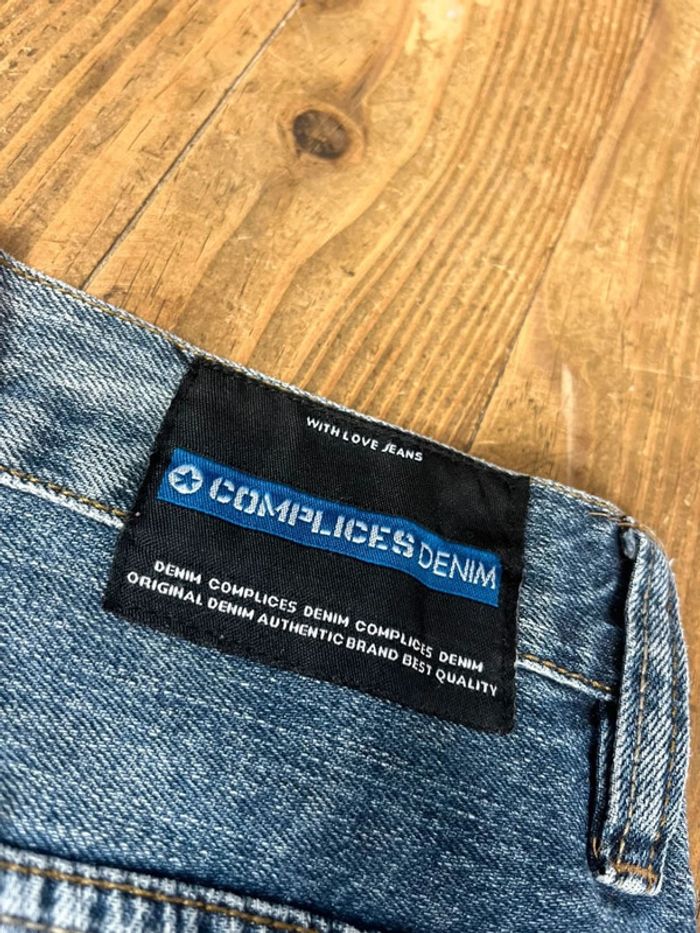 WITH LOVE JEANS
COMPLICES DENIM
DENIM COMPLICES DENIM COMPLICES DENIM
ORIGINAL DENIM AUTHENTIC BRAND BEST QUALITY